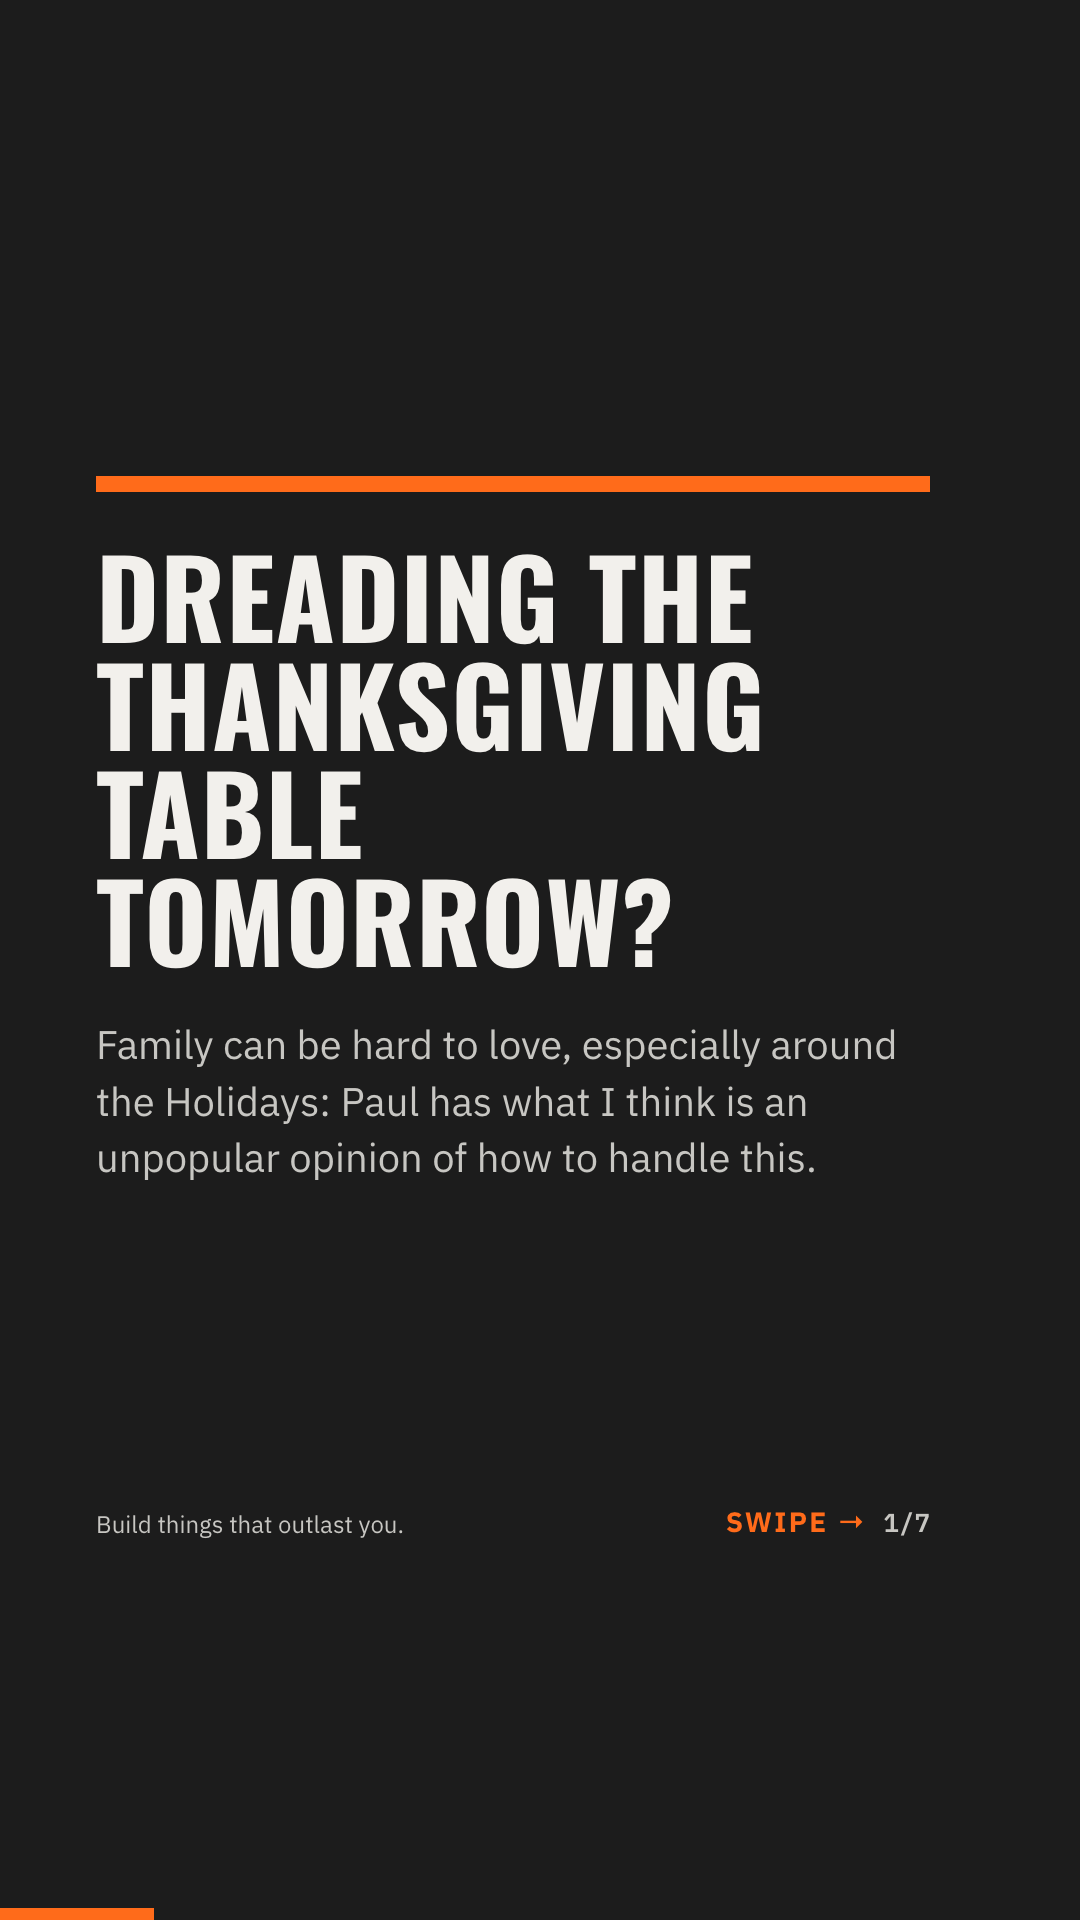 DREADING THE
THANKSGIVING
TABLE
TOMORROW?
Family can be hard to love, especially around
the Holidays: Paul has what I think is an
unpopular opinion of how to handle this.
Build things that outlast you.
SWIPE → 1/7